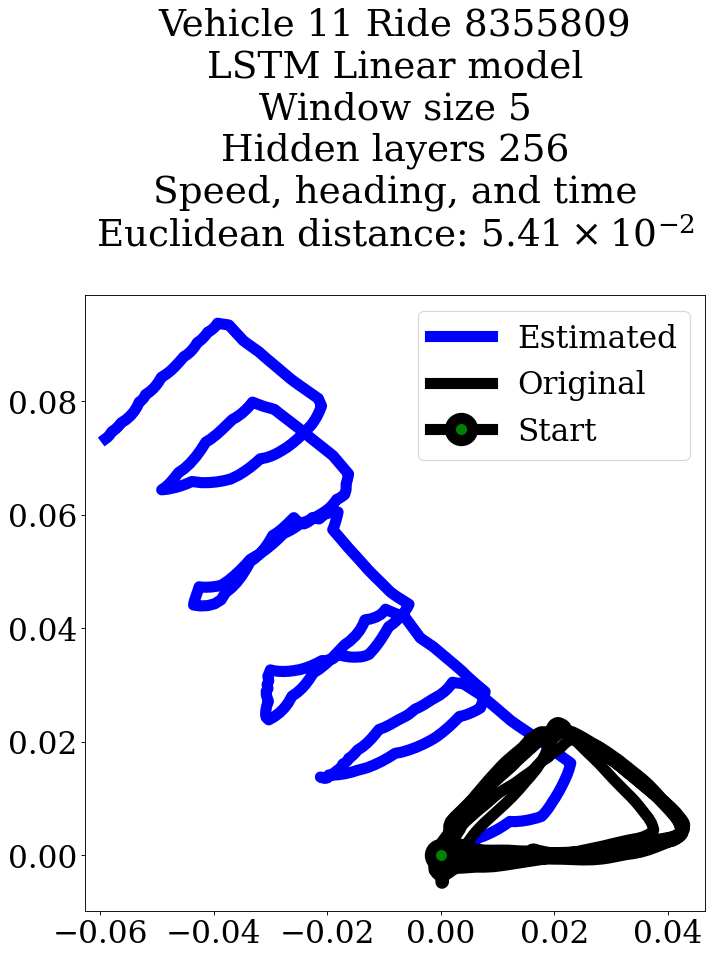 Vehicle 11 Ride 8355809
LSTM Linear model
Window size 5
Hidden layers 256
Speed, heading, and time
Euclidean distance: 5.41 × 10⁻²
Estimated
Original
Start
0.08
0.06
0.04
0.02
0.00
−0.06 −0.04 −0.02 0.00 0.02 0.04